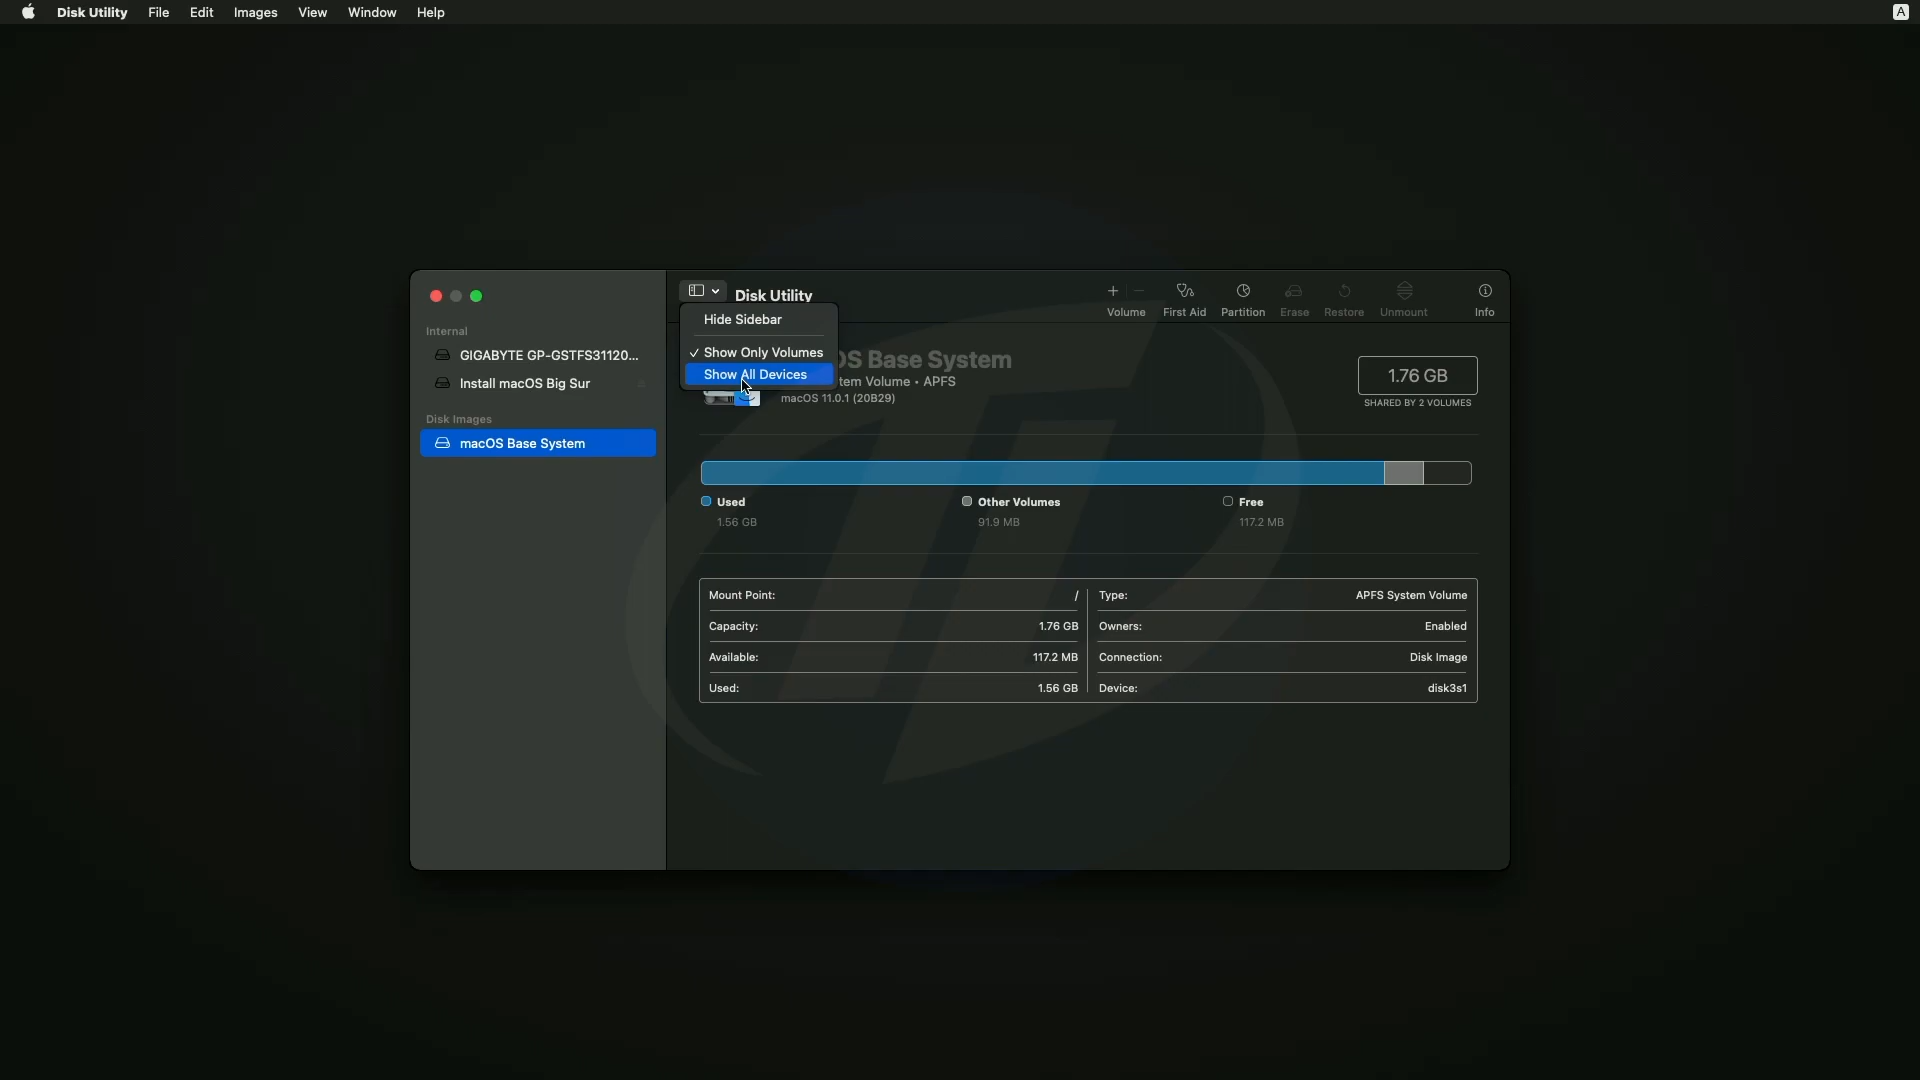 Disk Utility File Edit Images View Window Help A
Disk Utility
Volume First Aid Partition Erase Restore Unmount Info
Internal
GIGABYTE GP-GSTFS31120...
Install macOS Big Sur
Disk Images
macOS Base System
Hide Sidebar
✓ Show Only Volumes
Show All Devices
OS Base System
tem Volume • APFS
macOS 11.0.1 (20B29)
1.76 GB
SHARED BY 2 VOLUMES
Used
1.56 GB
Other Volumes
91.9 MB
Free
117.2 MB
Mount Point: /
Capacity: 1.76 GB
Available: 117.2 MB
Used: 1.56 GB
Type: APFS System Volume
Owners: Enabled
Connection: Disk Image
Device: disk3s1